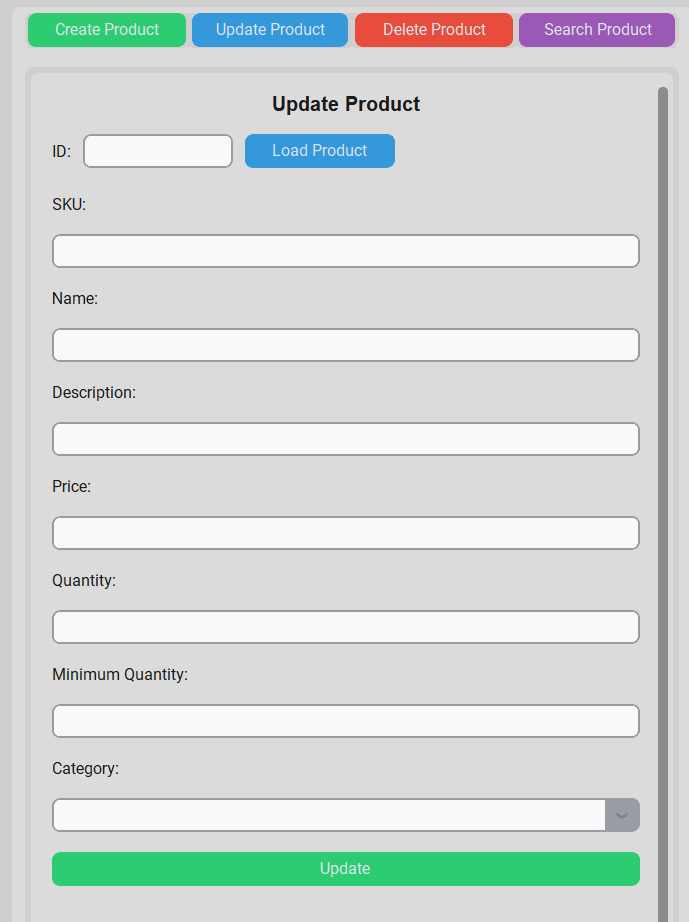 Create Product Update Product Delete Product Search Product
Update Product
ID: Load Product
SKU:
Name:
Description:
Price:
Quantity:
Minimum Quantity:
Category:
Update